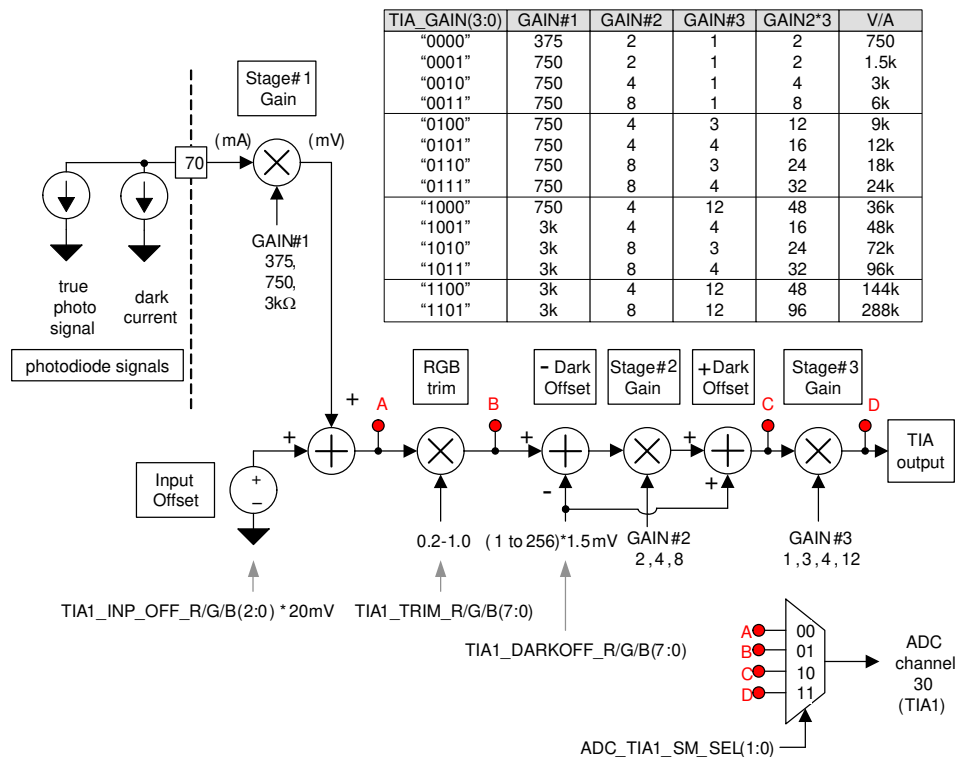 TIA_GAIN(3:0) GAIN#1 GAIN#2 GAIN#3 GAIN2*3 V/A
“0000” 375 2 1 2 750
“0001” 750 2 1 2 1.5k
“0010” 750 4 1 4 3k
“0011” 750 8 1 8 6k
“0100” 750 4 3 12 9k
“0101” 750 4 4 16 12k
“0110” 750 8 3 24 18k
“0111” 750 8 4 32 24k
“1000” 750 4 12 48 36k
“1001” 3k 4 4 16 48k
“1010” 3k 8 3 24 72k
“1011” 3k 8 4 32 96k
“1100” 3k 4 12 48 144k
“1101” 3k 8 12 96 288k
Stage#1
Gain
(mA)
(mV)
70
GAIN#1
375,
750,
3kΩ
true
photo
signal
dark
current
photodiode signals
RGB
trim
- Dark
Offset
Stage#2
Gain
+Dark
Offset
Stage#3
Gain
A
B
C
D
+
+
+
-
+
+
TIA
output
Input
Offset
+
–
0.2-1.0
(1 to 256)*1.5mV
GAIN#2
2,4,8
GAIN#3
1,3,4,12
TIA1_INP_OFF_R/G/B(2:0) *20mV
TIA1_TRIM_R/G/B(7:0)
TIA1_DARKOFF_R/G/B(7:0)
A 00
B 01
C 10
D 11
ADC
channel
30
(TIA1)
ADC_TIA1_SM_SEL(1:0)